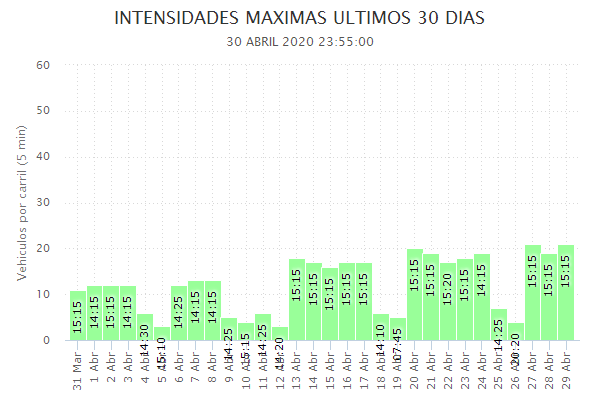 INTENSIDADES MAXIMAS ULTIMOS 30 DIAS
30 ABRIL 2020 23:55:00
Vehiculos por carril (5 min)
60
50
40
30
20
10
0
15:15
14:15
15:15
14:15
14:30
15:10
14:25
14:15
14:15
14:25
15:15
14:25
14:20
15:15
15:15
15:15
15:15
15:15
14:10
07:45
15:15
15:15
15:20
15:15
14:15
14:25
20:20
15:15
15:15
15:15
31 Mar
1 Abr
2 Abr
3 Abr
4 Abr
5 Abr
6 Abr
7 Abr
8 Abr
9 Abr
10 Abr
11 Abr
12 Abr
13 Abr
14 Abr
15 Abr
16 Abr
17 Abr
18 Abr
19 Abr
20 Abr
21 Abr
22 Abr
23 Abr
24 Abr
25 Abr
26 Abr
27 Abr
28 Abr
29 Abr